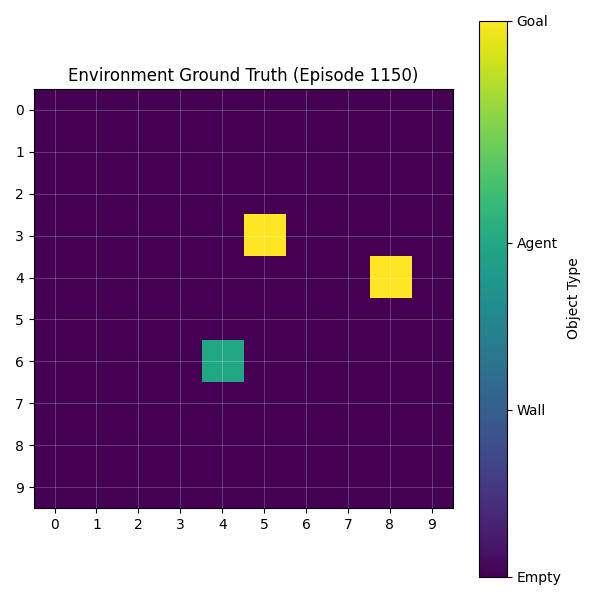 Environment Ground Truth (Episode 1150)
0
1
2
3
4
5
6
7
8
9
0 1 2 3 4 5 6 7 8 9
Goal
Agent
Wall
Empty
Object Type